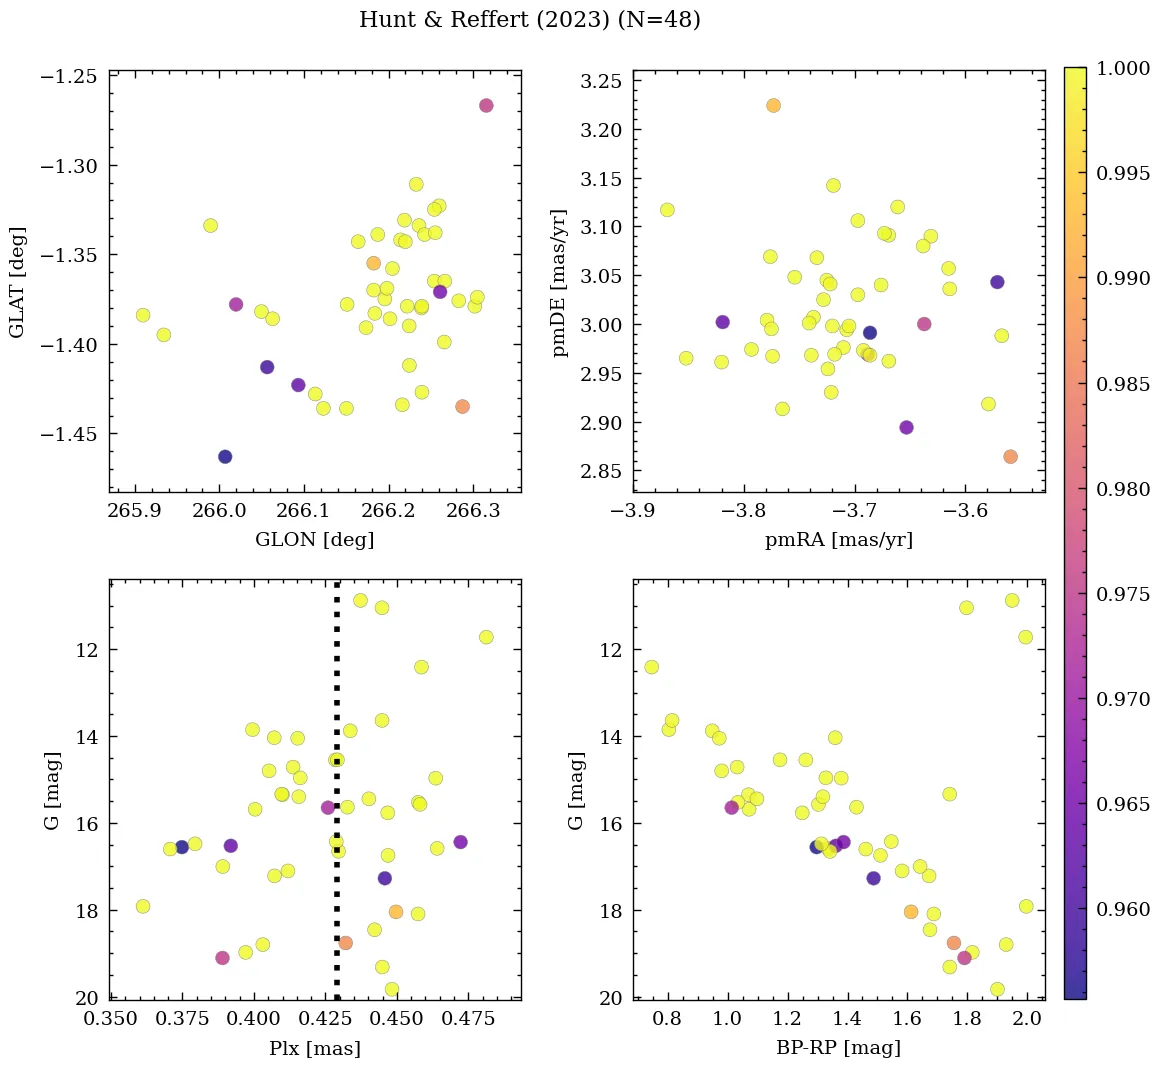 Hunt & Reffert (2023) (N=48)
−1.25
−1.30
−1.35
−1.40
−1.45
GLAT [deg]
265.9 266.0 266.1 266.2 266.3
GLON [deg]
3.25
3.20
3.15
3.10
3.05
3.00
2.95
2.90
2.85
pmDE [mas/yr]
−3.9 −3.8 −3.7 −3.6
pmRA [mas/yr]
12
14
16
18
20
G [mag]
0.350 0.375 0.400 0.425 0.450 0.475
Plx [mas]
12
14
16
18
20
G [mag]
0.8 1.0 1.2 1.4 1.6 1.8 2.0
BP-RP [mag]
1.000
0.995
0.990
0.985
0.980
0.975
0.970
0.965
0.960